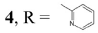 4, R =
N